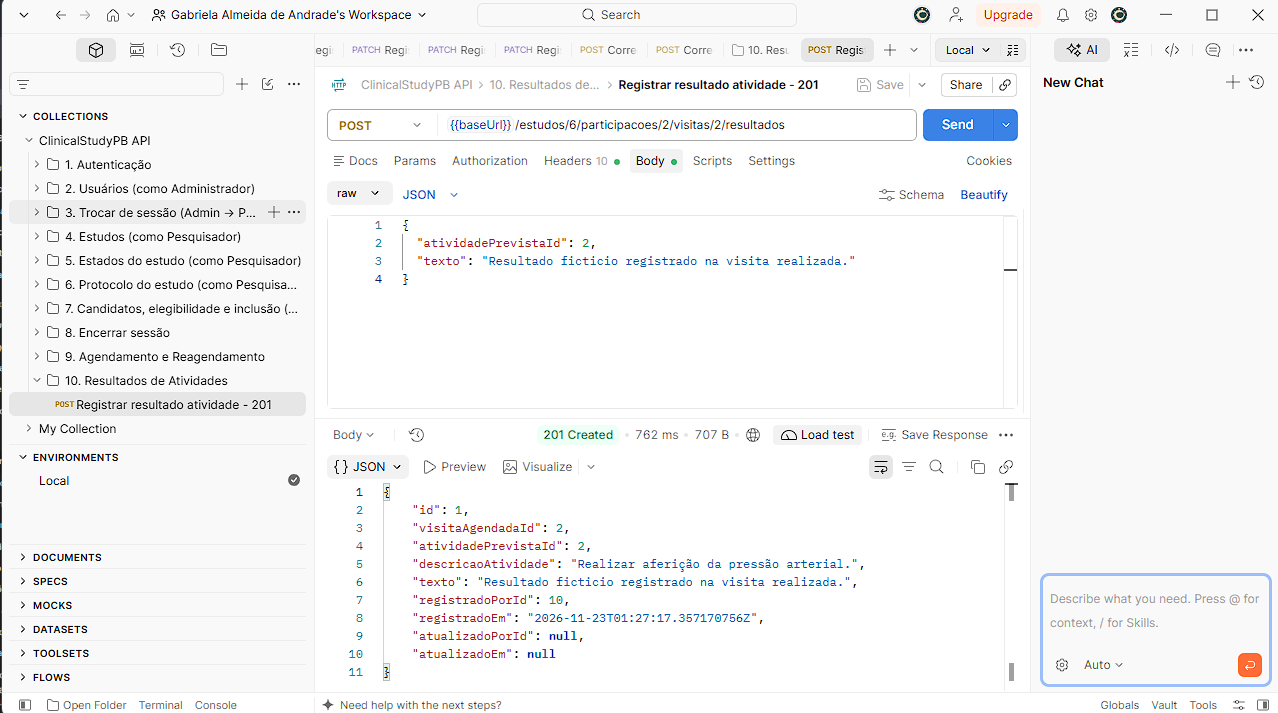 Gabriela Almeida de Andrade's Workspace
Search
Upgrade
PATCH Regi
PATCH Regi
PATCH Regi
POST Corre
POST Corre
10. Resu
POST Regis
Local
AI
ClinicalStudyPB API
10. Resultados de...
Registrar resultado atividade - 201
Save
Share
New Chat
COLLECTIONS
ClinicalStudyPB API
1. Autenticação
2. Usuários (como Administrador)
3. Trocar de sessão (Admin → P...
4. Estudos (como Pesquisador)
5. Estados do estudo (como Pesquisador)
6. Protocolo do estudo (como Pesquisa...
7. Candidatos, elegibilidade e inclusão (...
8. Encerrar sessão
9. Agendamento e Reagendamento
10. Resultados de Atividades
POST Registrar resultado atividade - 201
My Collection
ENVIRONMENTS
Local
DOCUMENTS
SPECS
MOCKS
DATASETS
TOOLSETS
FLOWS
HTTP
POST
{{baseUrl}} /estudos/6/participacoes/2/visitas/2/resultados
Send
Docs Params Authorization Headers 10 Body Scripts Settings Cookies
raw JSON Schema Beautify
1 {
2 "atividadePrevistaId": 2,
3 "texto": "Resultado ficticio registrado na visita realizada."
4 }
Body 201 Created 762 ms 707 B Load test e.g. Save Response
{} JSON Preview Visualize
1 {
2 "id": 1,
3 "visitaAgendadaId": 2,
4 "atividadePrevistaId": 2,
5 "descricaoAtividade": "Realizar aferição da pressão arterial.",
6 "texto": "Resultado ficticio registrado na visita realizada.",
7 "registradoPorId": 10,
8 "registradoEm": "2026-11-23T01:27:17.357170756Z",
9 "atualizadoPorId": null,
10 "atualizadoEm": null
11 }
Describe what you need. Press @ for
context, / for Skills.
Auto
Open Folder Terminal Console
Need help with the next steps?
Globals Vault Tools